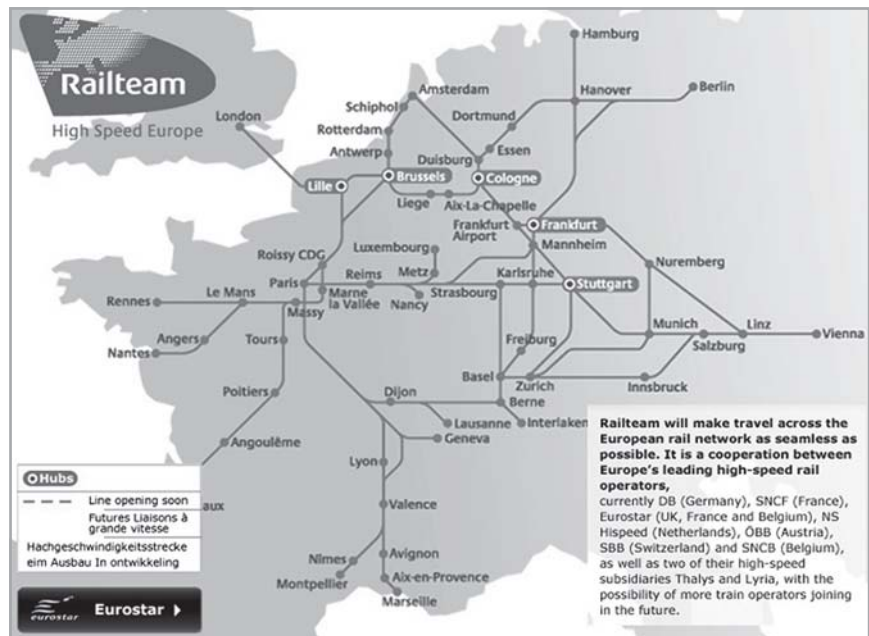 Railteam
High Speed Europe
Hamburg
Hanover
Berlin
Amsterdam
Schiphol
Dortmund
London
Rotterdam
Essen
Antwerp
Duisburg
Lille
Brussels
Cologne
Liege
Aix-La-Chapelle
Frankfurt
Airport
Frankfurt
Luxembourg
Mannheim
Roissy CDG
Nuremberg
Paris
Reims
Metz
Karlsruhe
Stuttgart
Rennes
Le Mans
Marne
la Vallée
Nancy
Strasbourg
Massy
Munich
Linz
Vienna
Salzburg
Angers
Tours
Freiburg
Nantes
Basel
Zurich
Innsbruck
Poitiers
Dijon
Berne
Lausanne
Interlaken
Geneva
Angoulême
Lyon
Hubs
Line opening soon
aux
Futures Liaisons à
grande vitesse
Hachgeschwindigkeitsstrecke
eim Ausbau In ontwikkeling
Valence
Nîmes
Avignon
Montpellier
Aix-en-Provence
Marseille
eurostar
Eurostar
Railteam will make travel across the
European rail network as seamless as
possible. It is a cooperation between
Europe's leading high-speed rail
operators,
currently DB (Germany), SNCF (France),
Eurostar (UK, France and Belgium), NS
Hispeed (Netherlands), ÖBB (Austria),
SBB (Switzerland) and SNCB (Belgium),
as well as two of their high-speed
subsidiaries Thalys and Lyria, with the
possibility of more train operators joining
in the future.